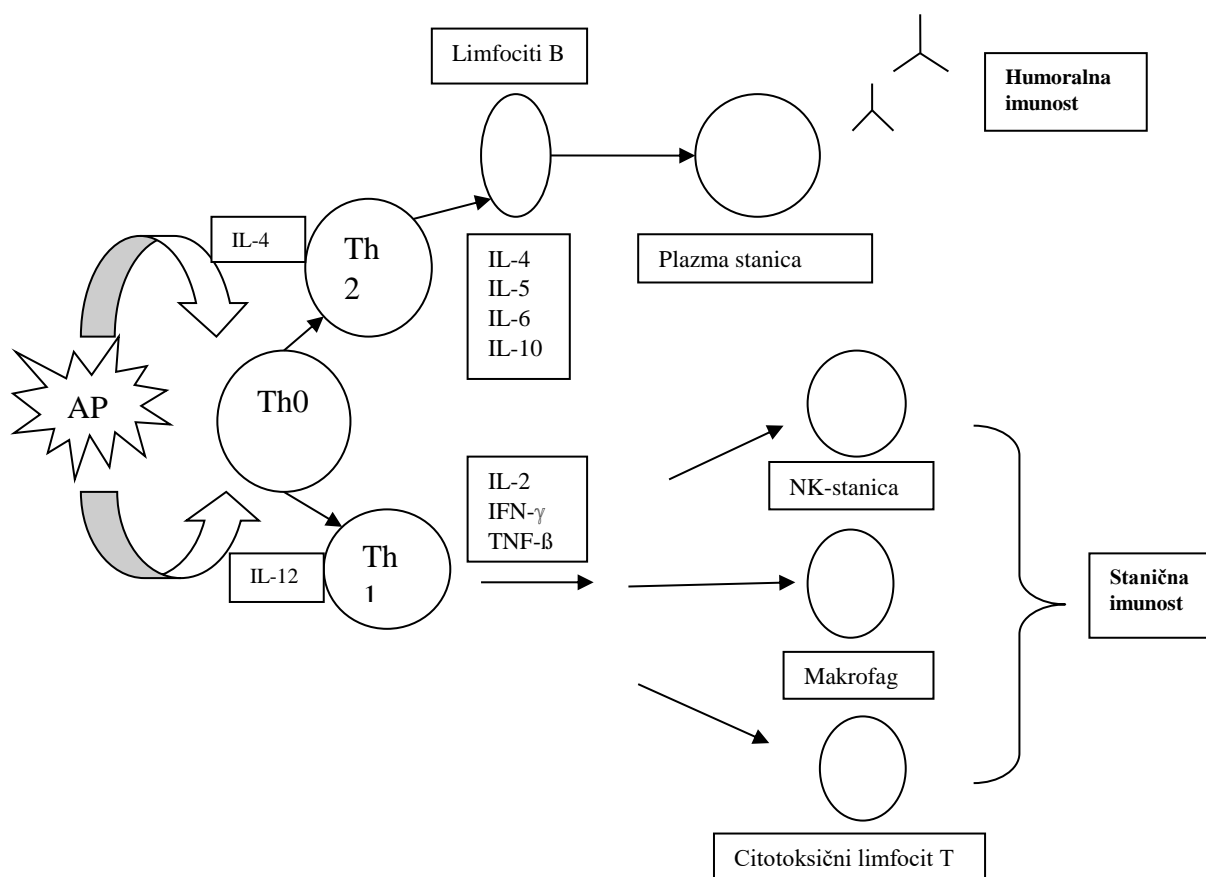 Limfociti B
Humoralna
imunost
IL-4
Th
2
IL-4
IL-5
IL-6
IL-10
Plazma stanica
AP
Th0
IL-2
IFN-γ
TNF-ß
NK-stanica
IL-12
Th
1
Stanična
imunost
Makrofag
Citotoksični limfocit T